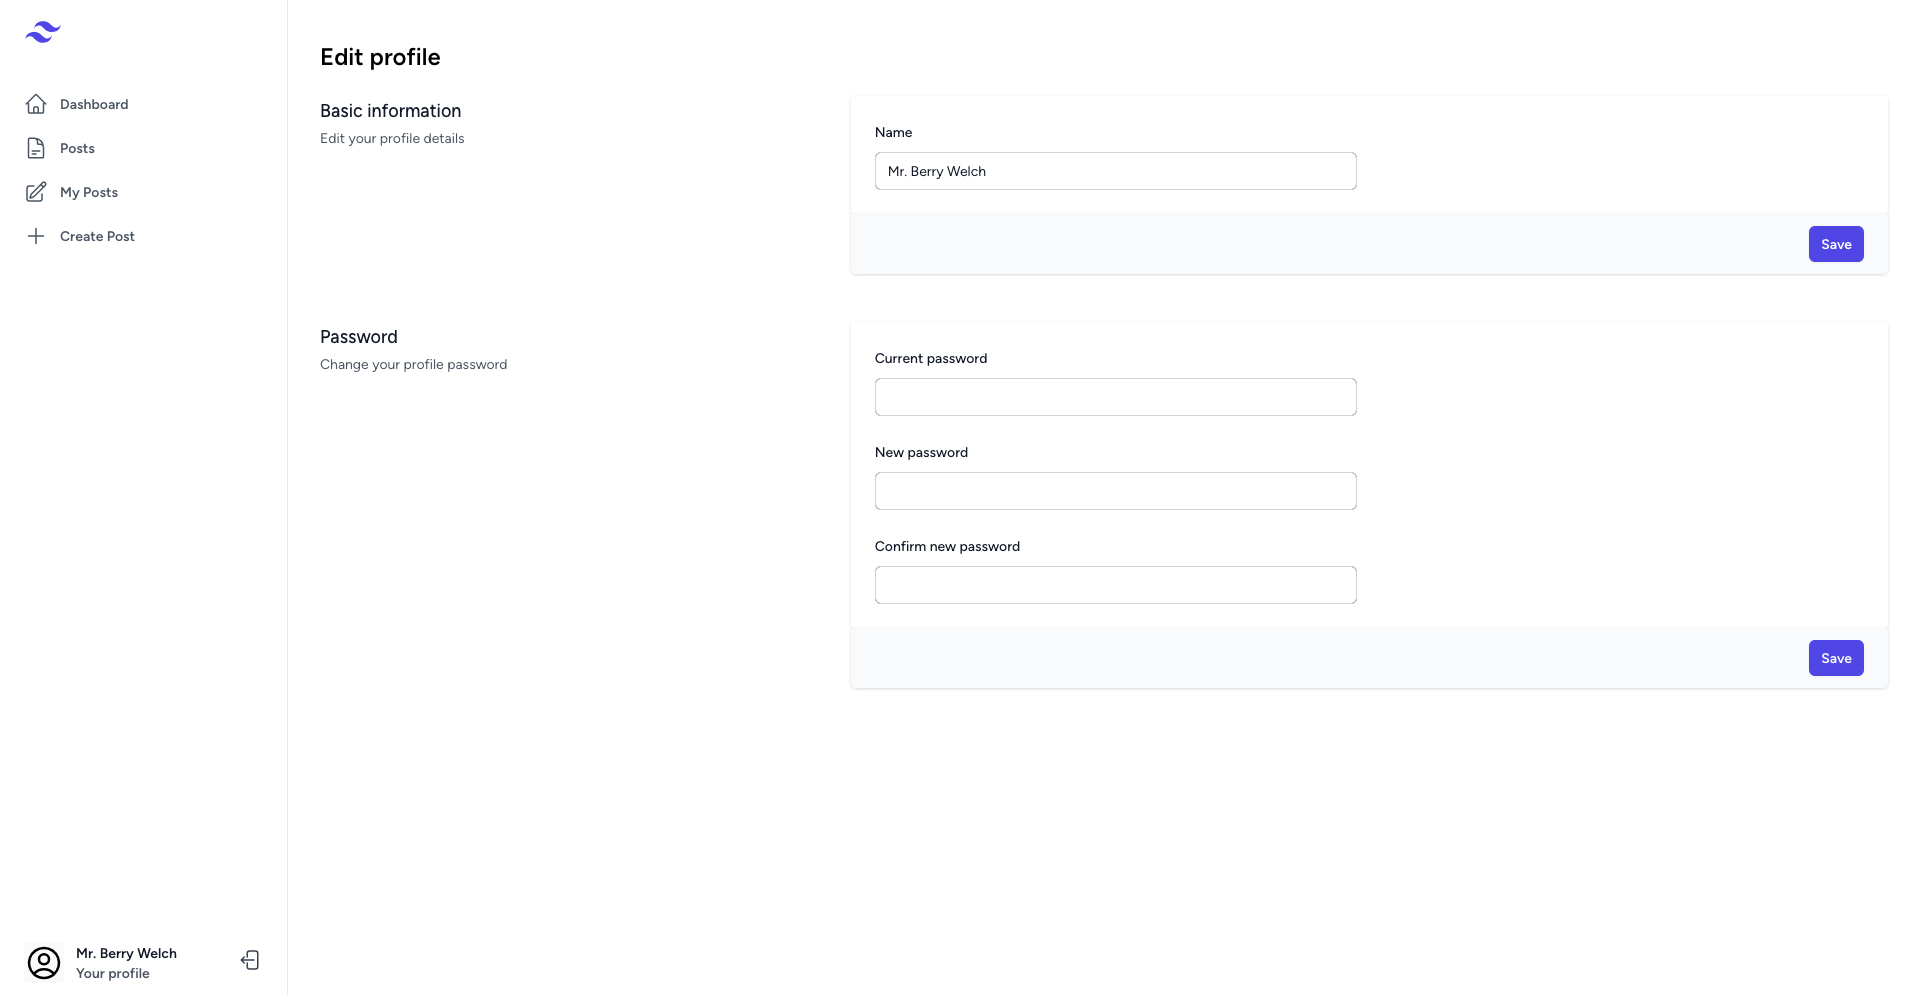 Dashboard
Posts
My Posts
Create Post
Mr. Berry Welch
Your profile
Edit profile
Basic information
Edit your profile details
Name
Mr. Berry Welch
Save
Password
Change your profile password
Current password
New password
Confirm new password
Save